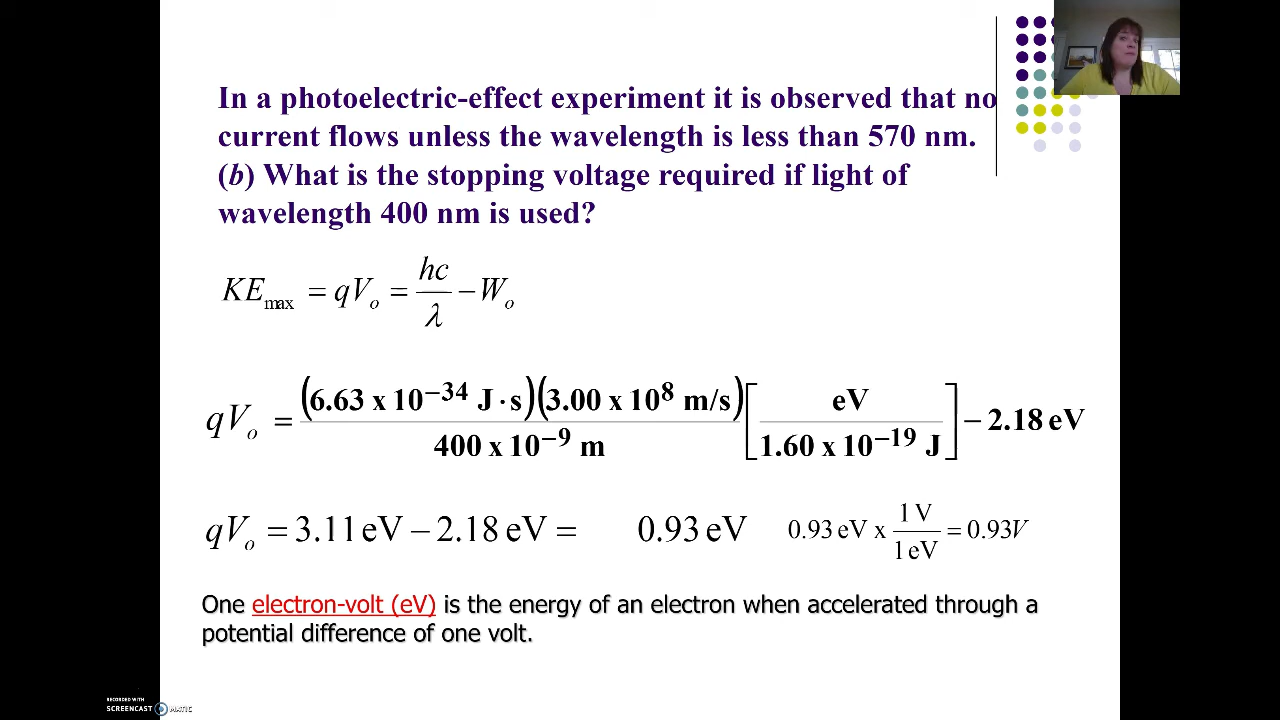 In a photoelectric-effect experiment it is observed that no
current flows unless the wavelength is less than 570 nm.
(b) What is the stopping voltage required if light of
wavelength 400 nm is used?
KEmax = qVo = hc/λ − Wo
qVo = (6.63 x 10⁻³⁴ J·s)(3.00 x 10⁸ m/s) / 400 x 10⁻⁹ m [eV / 1.60 x 10⁻¹⁹ J] − 2.18 eV
qVo = 3.11 eV − 2.18 eV = 0.93 eV 0.93 eV x 1 V / 1 eV = 0.93V
One electron-volt (eV) is the energy of an electron when accelerated through a
potential difference of one volt.
RECORDED WITH
SCREENCAST MATIC